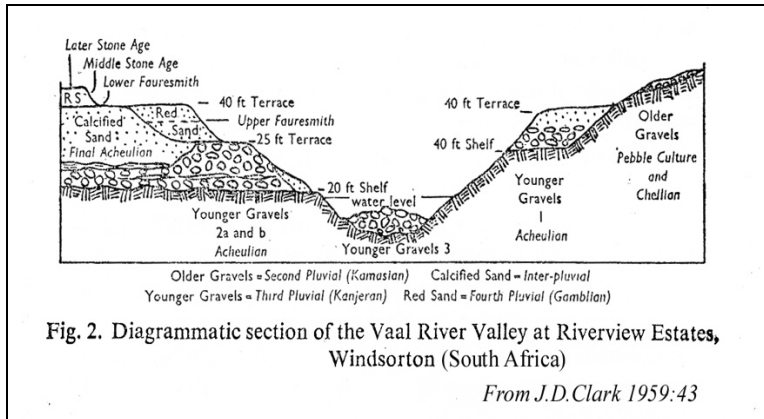 Later Stone Age
Middle Stone Age
Lower Fauresmith
R S
40 ft Terrace
Red
Sand
Upper Fauresmith
25 ft Terrace
'Calcified
Sand'
Final Acheulian
20 ft Shelf
water level
Younger Gravels
2a and b
Acheulian
Younger Gravels 3
40 ft Terrace
40 ft Shelf
Younger
Gravels
I
Acheulian
Older
Gravels
Pebble Culture
and
Chellian
Older Gravels = Second Pluvial (Kamasian) Calcified Sand = Inter-pluvial
Younger Gravels = Third Pluvial (Kanjeran) Red Sand = Fourth Pluvial (Gamblian)
Fig. 2. Diagrammatic section of the Vaal River Valley at Riverview Estates,
Windsorton (South Africa)
From J.D.Clark 1959:43